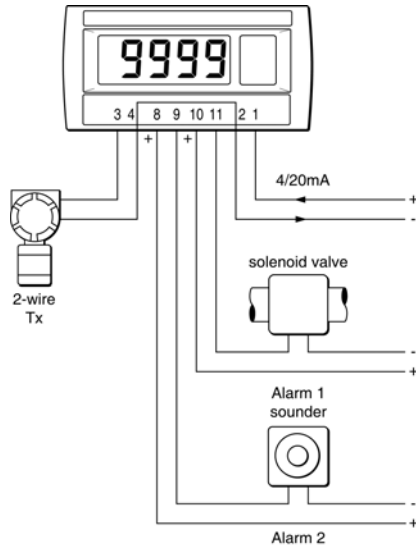 9999
3 4 8 9 10 11 2 1
+ +
4/20mA
+
-
2-wire
Tx
solenoid valve
-
+
Alarm 1
sounder
-
+
Alarm 2